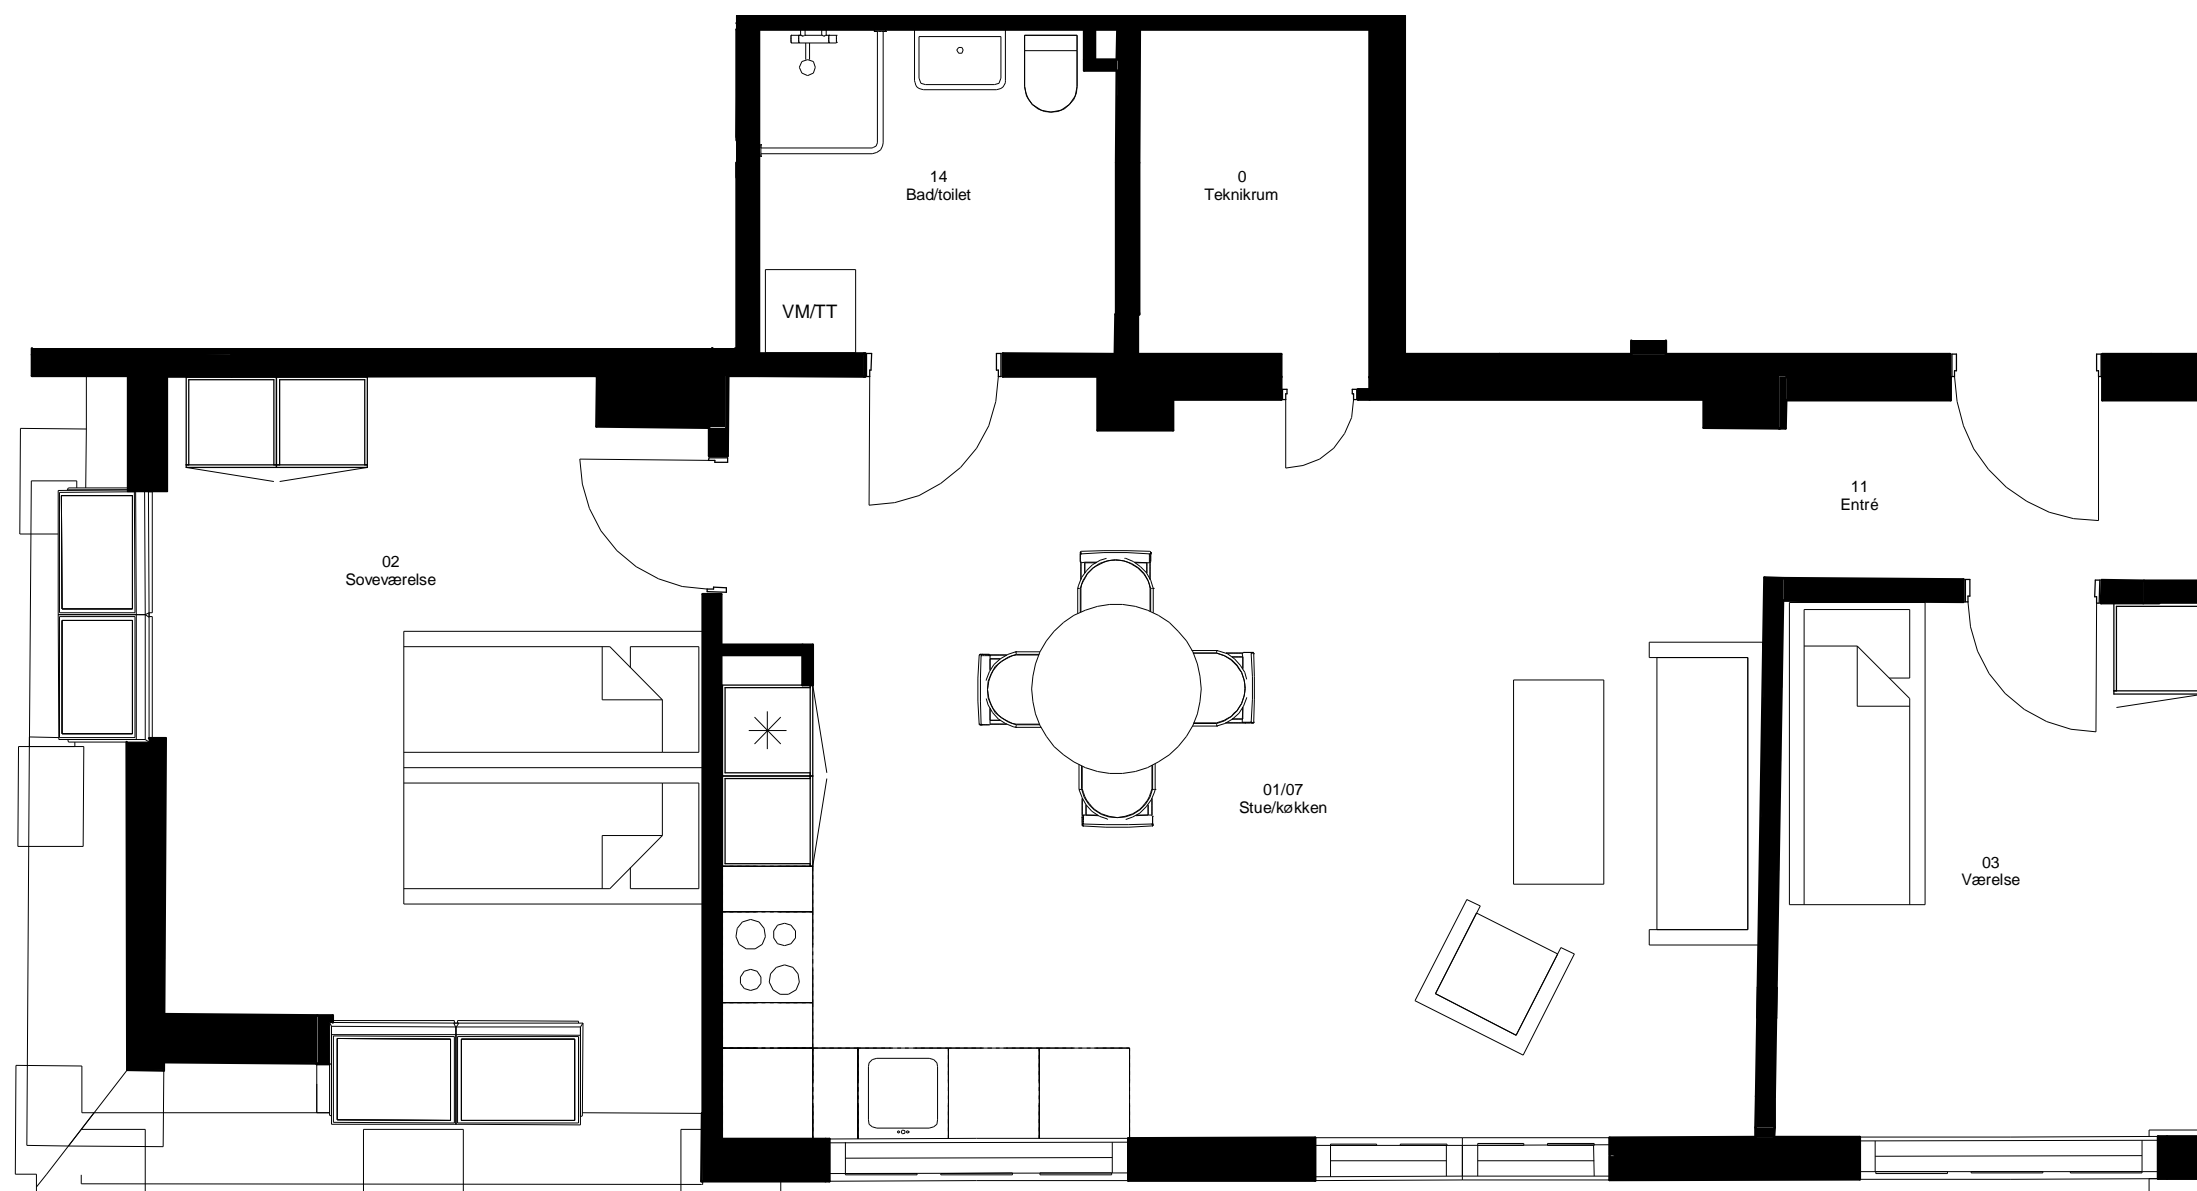 14
Bad/toilet
0
Teknikrum
VM/TT
11
Entré
02
Soveværelse
01/07
Stue/køkken
03
Værelse